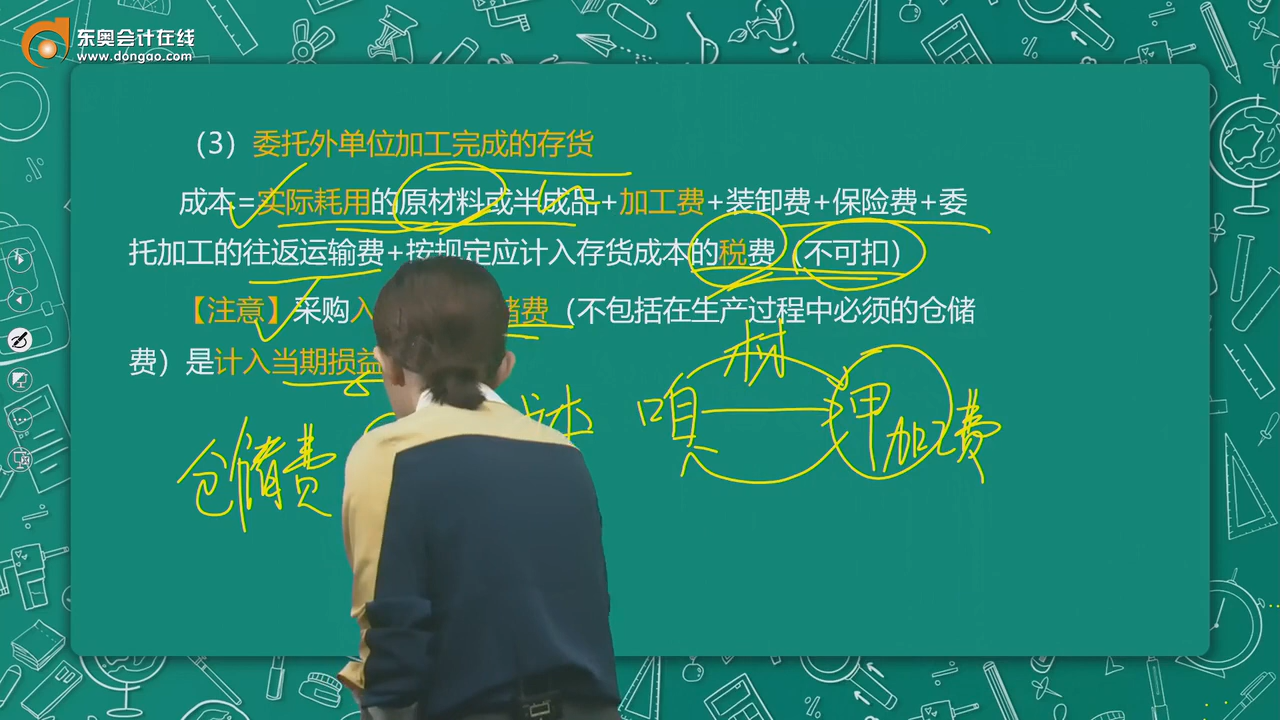 东奥会计在线
www.dongao.com
（3）委托外单位加工完成的存货
成本=实际耗用的原材料或半成品+加工费+装卸费+保险费+委
托加工的往返运输费+按规定应计入存货成本的税费（不可扣）
【注意】采购入 储费（不包括在生产过程中必须的仓储
费）是计入当期损益
材
甲
加工费
仓储费